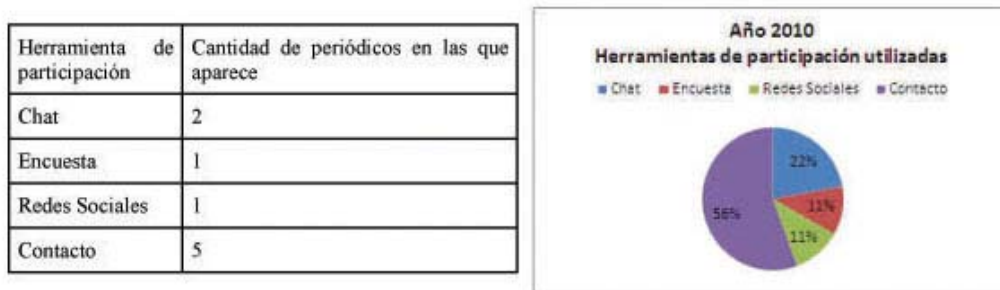 Herramienta de
participación
Cantidad de periódicos en las que
aparece
Chat
2
Encuesta
1
Redes Sociales
1
Contacto
5
Año 2010
Herramientas de participación utilizadas
Chat Encuesta Redes Sociales Contacto
22%
11%
11%
56%